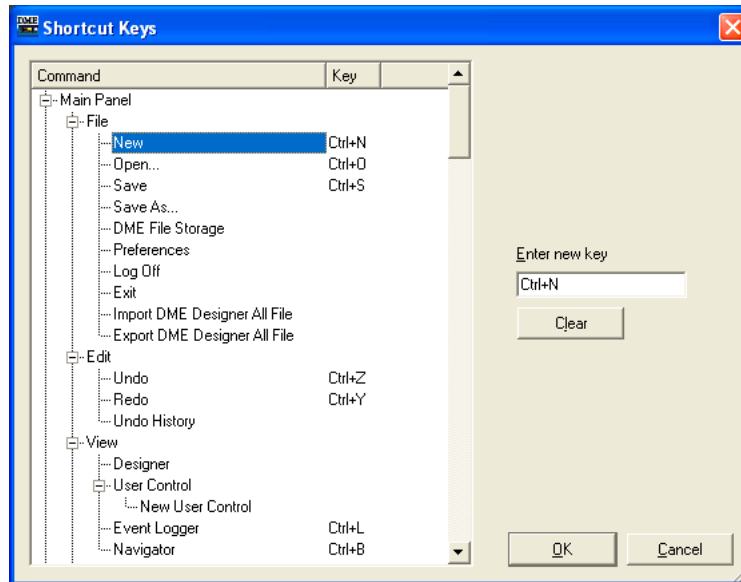 DME
Shortcut Keys
Command Key
Main Panel
File
New Ctrl+N
Open... Ctrl+O
Save Ctrl+S
Save As...
DME File Storage
Preferences
Log Off
Exit
Import DME Designer All File
Export DME Designer All File
Edit
Undo Ctrl+Z
Redo Ctrl+Y
Undo History
View
Designer
User Control
New User Control
Event Logger Ctrl+L
Navigator Ctrl+B
Enter new key
Ctrl+N
Clear
OK Cancel